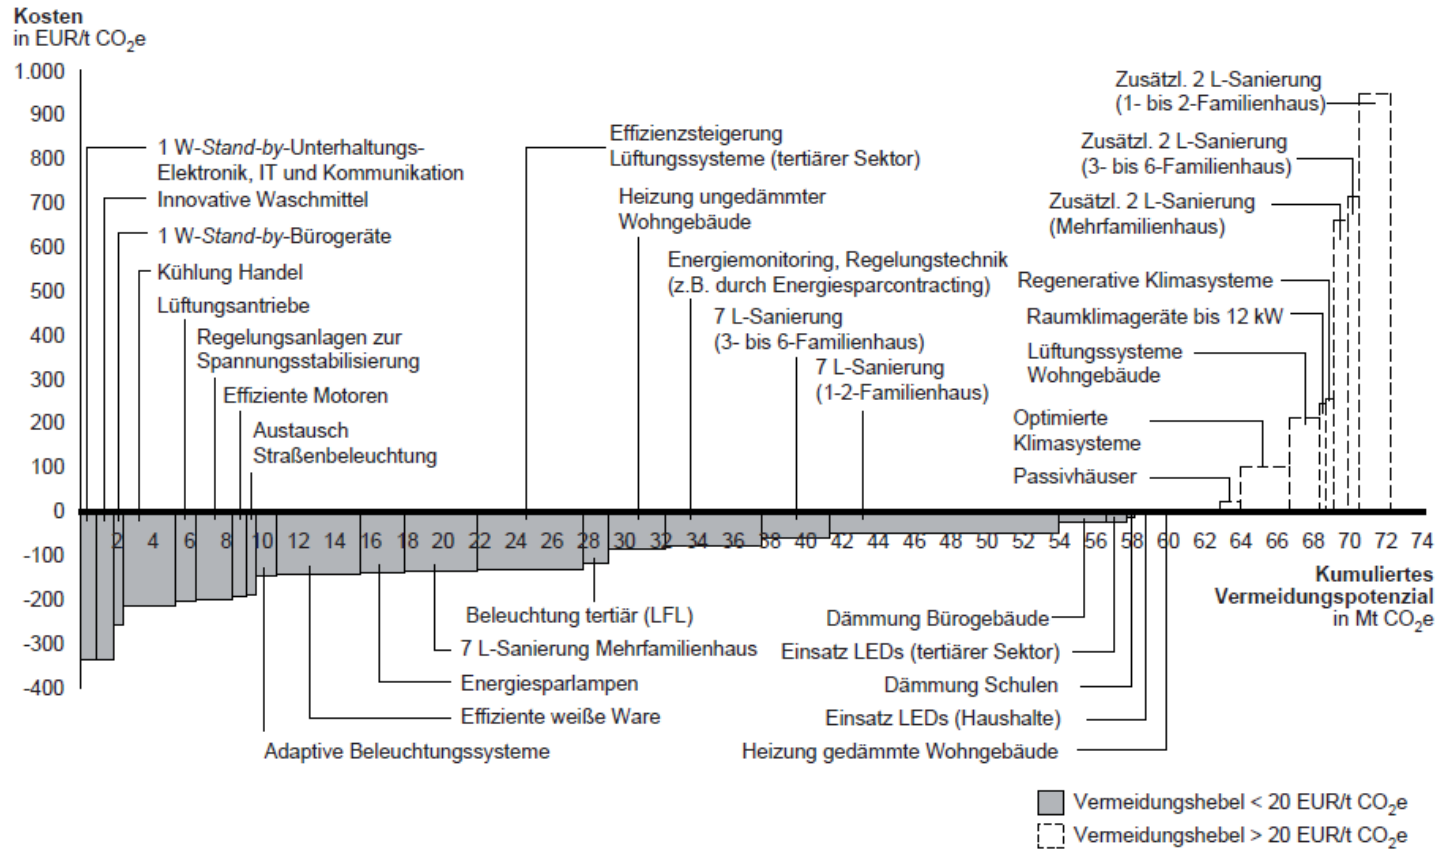 Kosten
in EUR/t CO2e
1.000
900
800
700
600
500
400
300
200
100
0
-100
-200
-300
-400
1 W-Stand-by-Unterhaltungs-
Elektronik, IT und Kommunikation
Innovative Waschmittel
1 W-Stand-by-Bürogeräte
Kühlung Handel
Lüftungsantriebe
Regelungsanlagen zur
Spannungsstabilisierung
Effiziente Motoren
Austausch
Straßenbeleuchtung
Effizienzsteigerung
Lüftungssysteme (tertiärer Sektor)
Heizung ungedämmter
Wohngebäude
Energiemonitoring, Regelungstechnik
(z.B. durch Energiesparcontracting)
7 L-Sanierung
(3- bis 6-Familienhaus)
7 L-Sanierung
(1-2-Familienhaus)
Zusätzl. 2 L-Sanierung
(1- bis 2-Familienhaus)
Zusätzl. 2 L-Sanierung
(3- bis 6-Familienhaus)
Zusätzl. 2 L-Sanierung
(Mehrfamilienhaus)
Regenerative Klimasysteme
Raumklimageräte bis 12 kW
Lüftungssysteme
Wohngebäude
Optimierte
Klimasysteme
Passivhäuser
2 4 6 8 10 12 14 16 18 20 22 24 26 28 30 32 34 36 38 40 42 44 46 48 50 52 54 56 58 60 62 64 66 68 70 72 74
Kumuliertes
Vermeidungspotenzial
in Mt CO2e
Beleuchtung tertiär (LFL)
7 L-Sanierung Mehrfamilienhaus
Energiesparlampen
Effiziente weiße Ware
Adaptive Beleuchtungssysteme
Dämmung Bürogebäude
Einsatz LEDs (tertiärer Sektor)
Dämmung Schulen
Einsatz LEDs (Haushalte)
Heizung gedämmte Wohngebäude
Vermeidungshebel < 20 EUR/t CO2e
Vermeidungshebel > 20 EUR/t CO2e